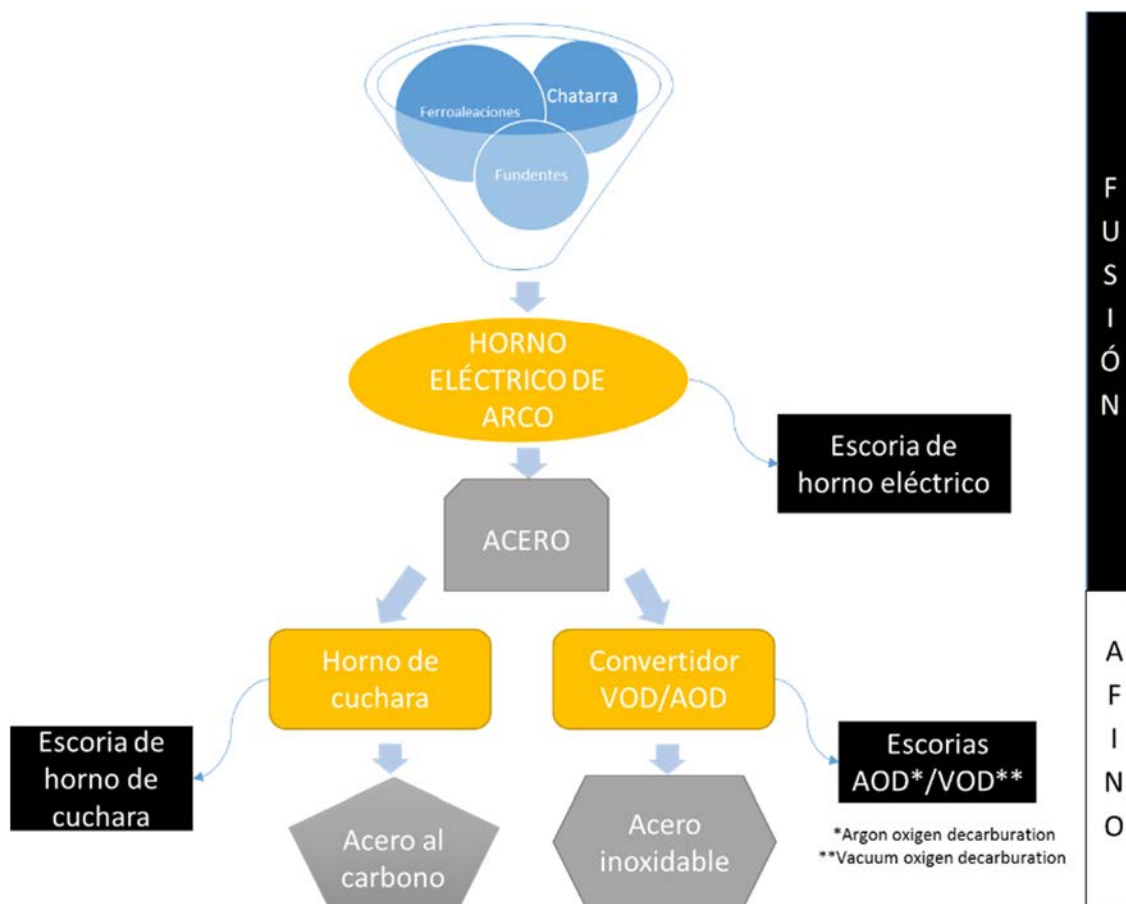 Ferroaleaciones
Chatarra
Fundentes
HORNO
ELÉCTRICO DE
ARCO
Escoria de
horno eléctrico
ACERO
Horno de
cuchara
Convertidor
VOD/AOD
Escoria de
horno de
cuchara
Escorias
AOD*/VOD**
Acero al
carbono
Acero
inoxidable
*Argon oxigen decarburation
**Vacuum oxigen decarburation
F
U
S
I
Ó
N
A
F
I
N
O